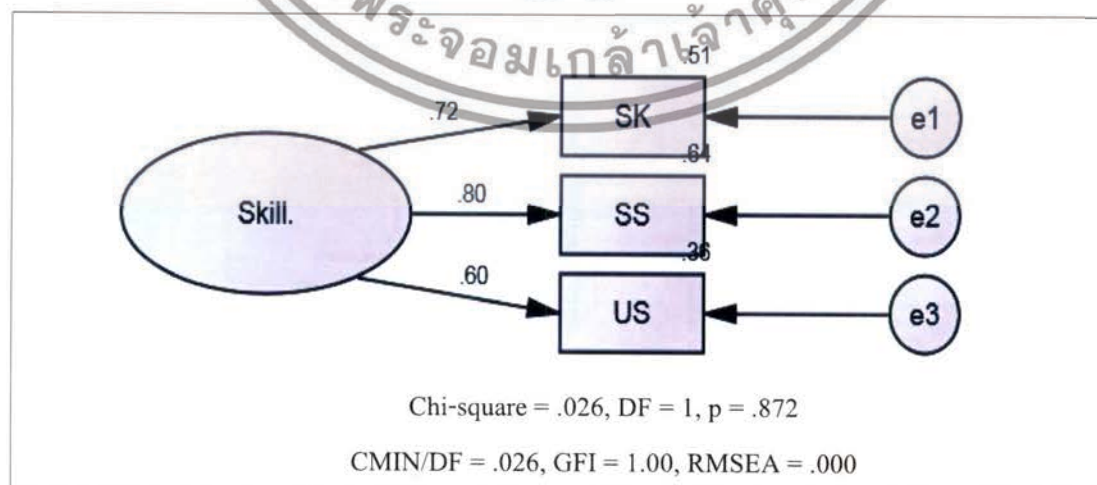 พระจอมเกล้าเจ้าคุ
.51
.72
SK
e1
.64
Skill.
.80
SS
e2
.36
.60
US
e3
Chi-square = .026, DF = 1, p = .872
CMIN/DF = .026, GFI = 1.00, RMSEA = .000